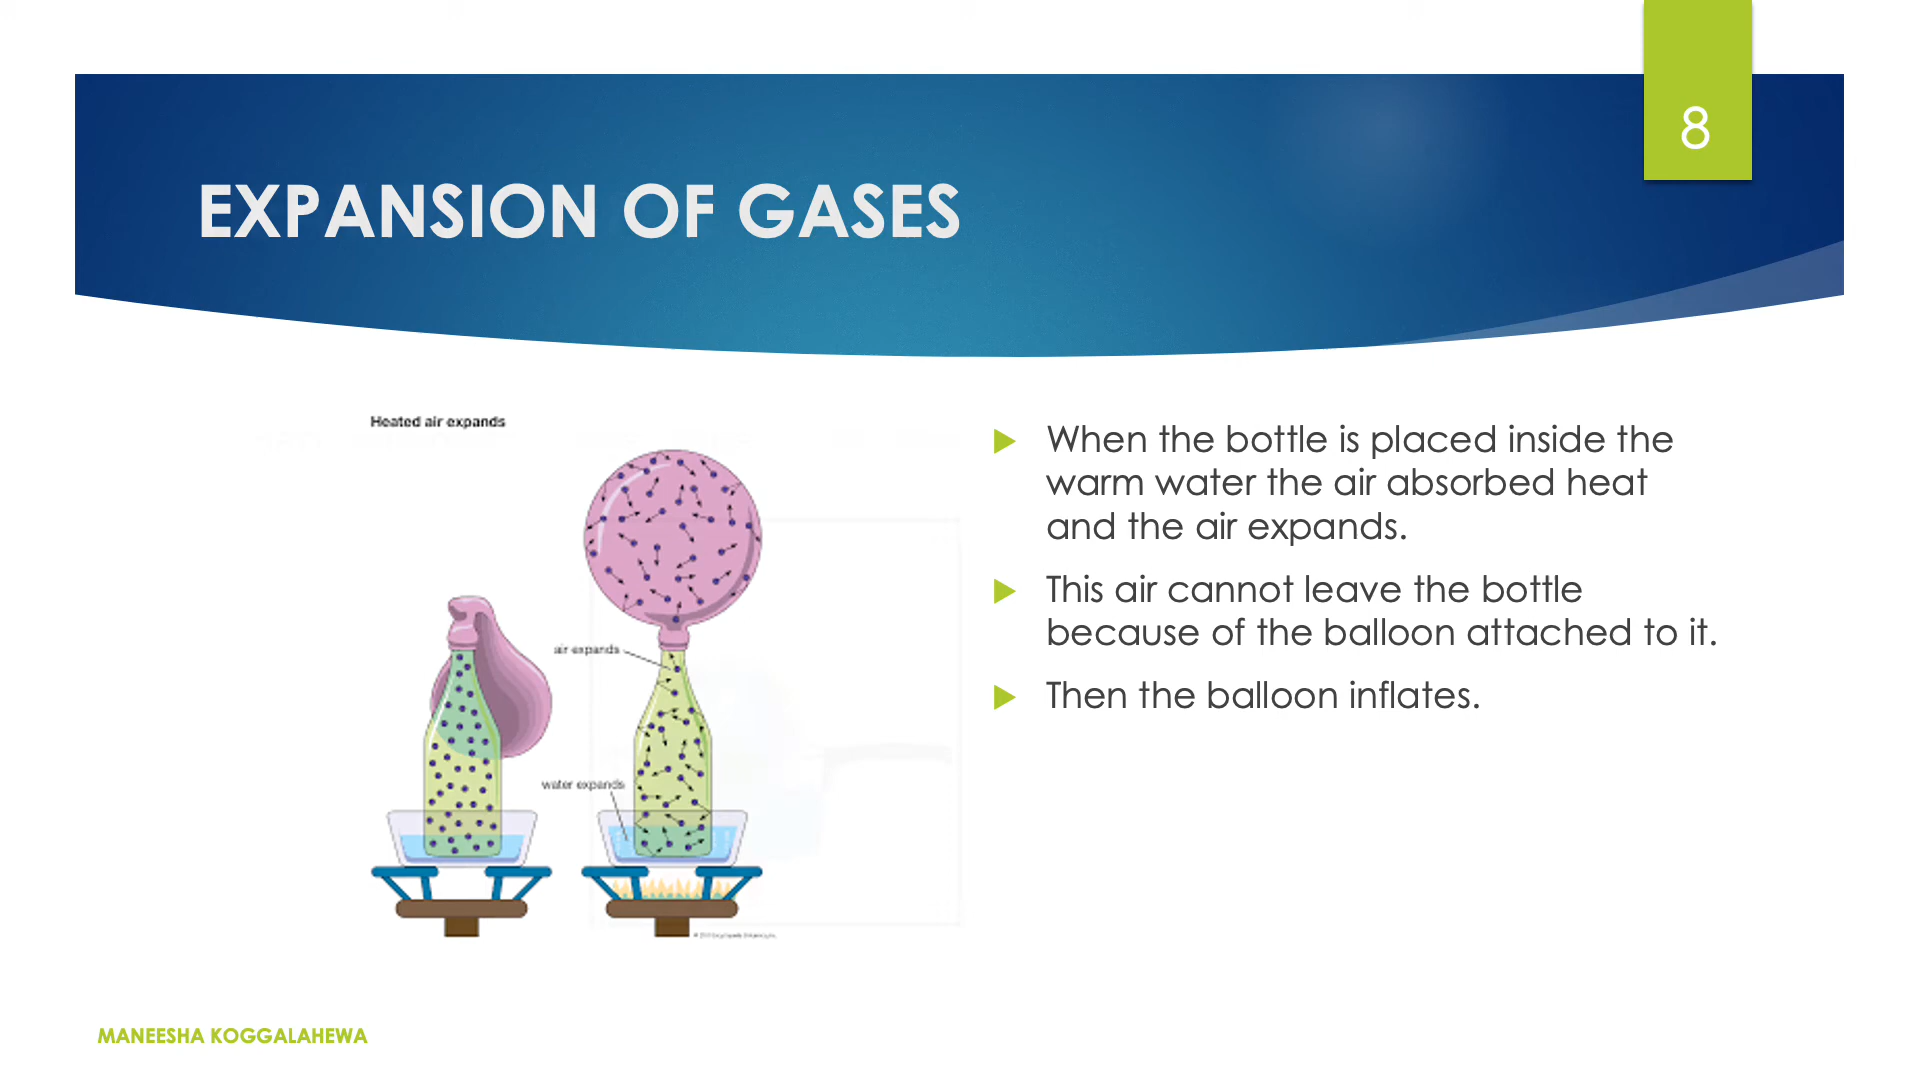 8
EXPANSION OF GASES
Heated air expands
air expands
water expands
When the bottle is placed inside the
warm water the air absorbed heat
and the air expands.
This air cannot leave the bottle
because of the balloon attached to it.
Then the balloon inflates.
MANEESHA KOGGALAHEWA